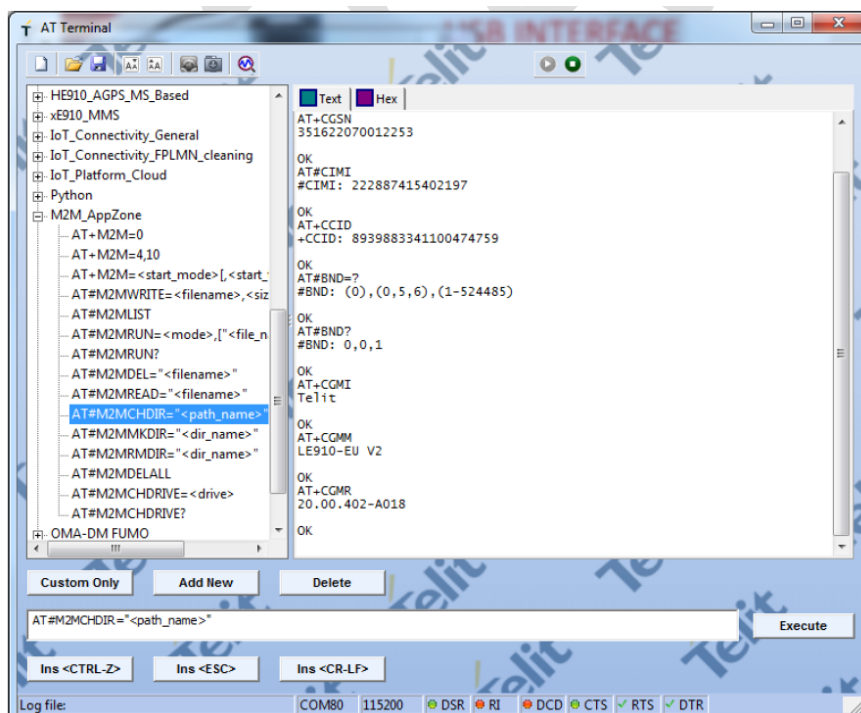 AT Terminal
USB INTERFACE
HE910_AGPS_MS_Based
xE910_MMS
IoT_Connectivity_General
IoT_Connectivity_FPLMN_cleaning
IoT_Platform_Cloud
Python
M2M_AppZone
AT+M2M=0
AT+M2M=4,10
AT+M2M=<start_mode>[,<start_
AT#M2MWRITE=<filename>,<siz
AT#M2MLIST
AT#M2MRUN=<mode>,["<file_n
AT#M2MRUN?
AT#M2MDEL="<filename>"
AT#M2MREAD="<filename>"
AT#M2MCHDIR="<path_name>"
AT#M2MMKDIR="<dir_name>"
AT#M2MRMDIR="<dir_name>"
AT#M2MDELALL
AT#M2MCHDRIVE=<drive>
AT#M2MCHDRIVE?
OMA-DM FUMO
Text Hex
AT+CGSN
351622070012253
OK
AT#CIMI
#CIMI: 222887415402197
OK
AT+CCID
+CCID: 8939883341100474759
OK
AT#BND=?
#BND: (0),(0,5,6),(1-524485)
OK
AT#BND?
#BND: 0,0,1
OK
AT+CGMI
Telit
OK
AT+CGMM
LE910-EU V2
OK
AT+CGMR
20.00.402-A018
OK
Custom Only Add New Delete
AT#M2MCHDIR="<path_name>"
Execute
Ins <CTRL-Z> Ins <ESC> Ins <CR-LF>
Log file: COM80 115200 DSR RI DCD CTS RTS DTR